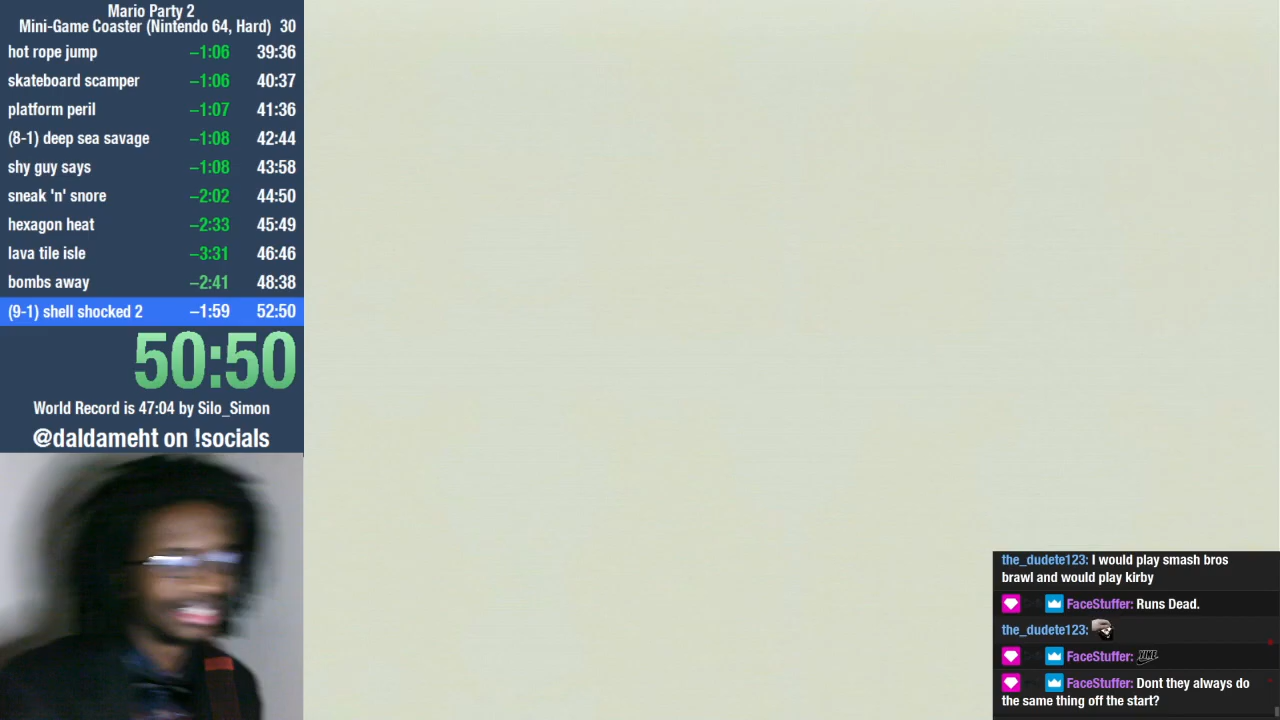 Mario Party 2
Mini-Game Coaster (Nintendo 64, Hard) 30
hot rope jump –1:06 39:36
skateboard scamper –1:06 40:37
platform peril –1:07 41:36
(8-1) deep sea savage –1:08 42:44
shy guy says –1:08 43:58
sneak 'n' snore –2:02 44:50
hexagon heat –2:33 45:49
lava tile isle –3:31 46:46
bombs away –2:41 48:38
(9-1) shell shocked 2 –1:59 52:50
50:50
World Record is 47:04 by Silo_Simon
@daldameht on !socials
the_dudete123: I would play smash bros
brawl and would play kirby
FaceStuffer: Runs Dead.
the_dudete123:
FaceStuffer:
FaceStuffer: Dont they always do
the same thing off the start?